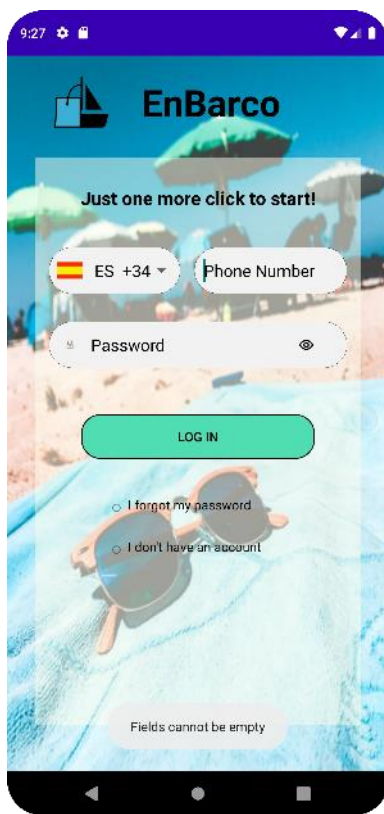 9:27
EnBarco
Just one more click to start!
ES +34 Phone Number
Password
LOG IN
I forgot my password
I don't have an account
Fields cannot be empty